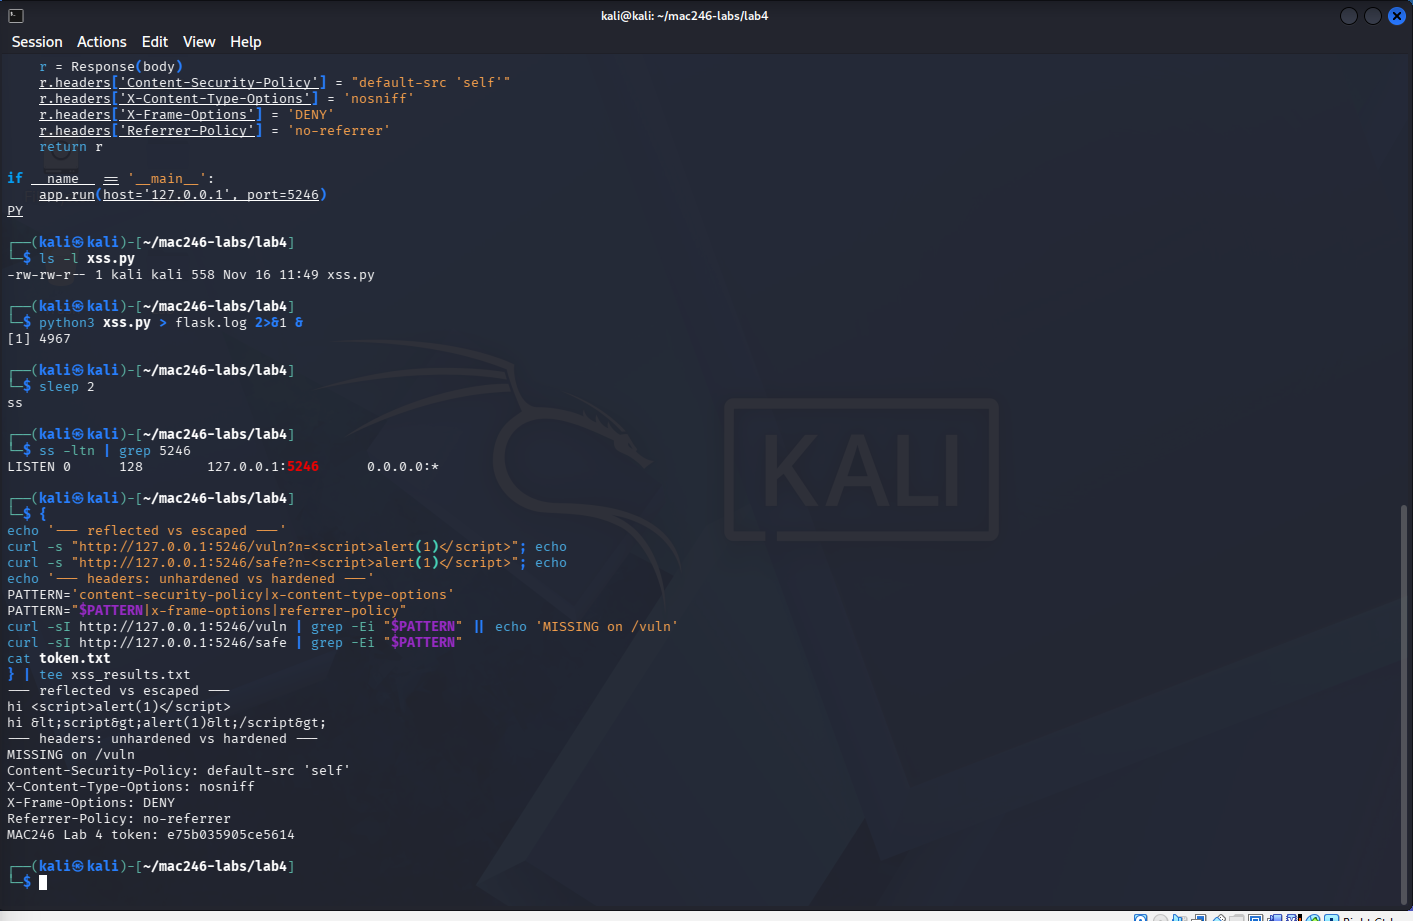 kali@kali: ~/mac246-labs/lab4
Session Actions Edit View Help
    r = Response(body)
    r.headers['Content-Security-Policy'] = "default-src 'self'"
    r.headers['X-Content-Type-Options'] = 'nosniff'
    r.headers['X-Frame-Options'] = 'DENY'
    r.headers['Referrer-Policy'] = 'no-referrer'
    return r
if __name__ == '__main__':
    app.run(host='127.0.0.1', port=5246)
PY
┌──(kali㉿kali)-[~/mac246-labs/lab4]
└─$ ls -l xss.py
-rw-rw-r-- 1 kali kali 558 Nov 16 11:49 xss.py
┌──(kali㉿kali)-[~/mac246-labs/lab4]
└─$ python3 xss.py > flask.log 2>&1 &
[1] 4967
┌──(kali㉿kali)-[~/mac246-labs/lab4]
└─$ sleep 2
ss
┌──(kali㉿kali)-[~/mac246-labs/lab4]
└─$ ss -ltn | grep 5246
LISTEN 0      128        127.0.0.1:5246      0.0.0.0:*
┌──(kali㉿kali)-[~/mac246-labs/lab4]
└─$ {
echo '--- reflected vs escaped ---'
curl -s "http://127.0.0.1:5246/vuln?n=<script>alert(1)</script>"; echo
curl -s "http://127.0.0.1:5246/safe?n=<script>alert(1)</script>"; echo
echo '--- headers: unhardened vs hardened ---'
PATTERN='content-security-policy|x-content-type-options'
PATTERN="$PATTERN|x-frame-options|referrer-policy"
curl -sI http://127.0.0.1:5246/vuln | grep -Ei "$PATTERN" || echo 'MISSING on /vuln'
curl -sI http://127.0.0.1:5246/safe | grep -Ei "$PATTERN"
cat token.txt
} | tee xss_results.txt
--- reflected vs escaped ---
hi <script>alert(1)</script>
hi &lt;script&gt;alert(1)&lt;/script&gt;
--- headers: unhardened vs hardened ---
MISSING on /vuln
Content-Security-Policy: default-src 'self'
X-Content-Type-Options: nosniff
X-Frame-Options: DENY
Referrer-Policy: no-referrer
MAC246 Lab 4 token: e75b035905ce5614
┌──(kali㉿kali)-[~/mac246-labs/lab4]
└─$
KALI
Right Ctrl